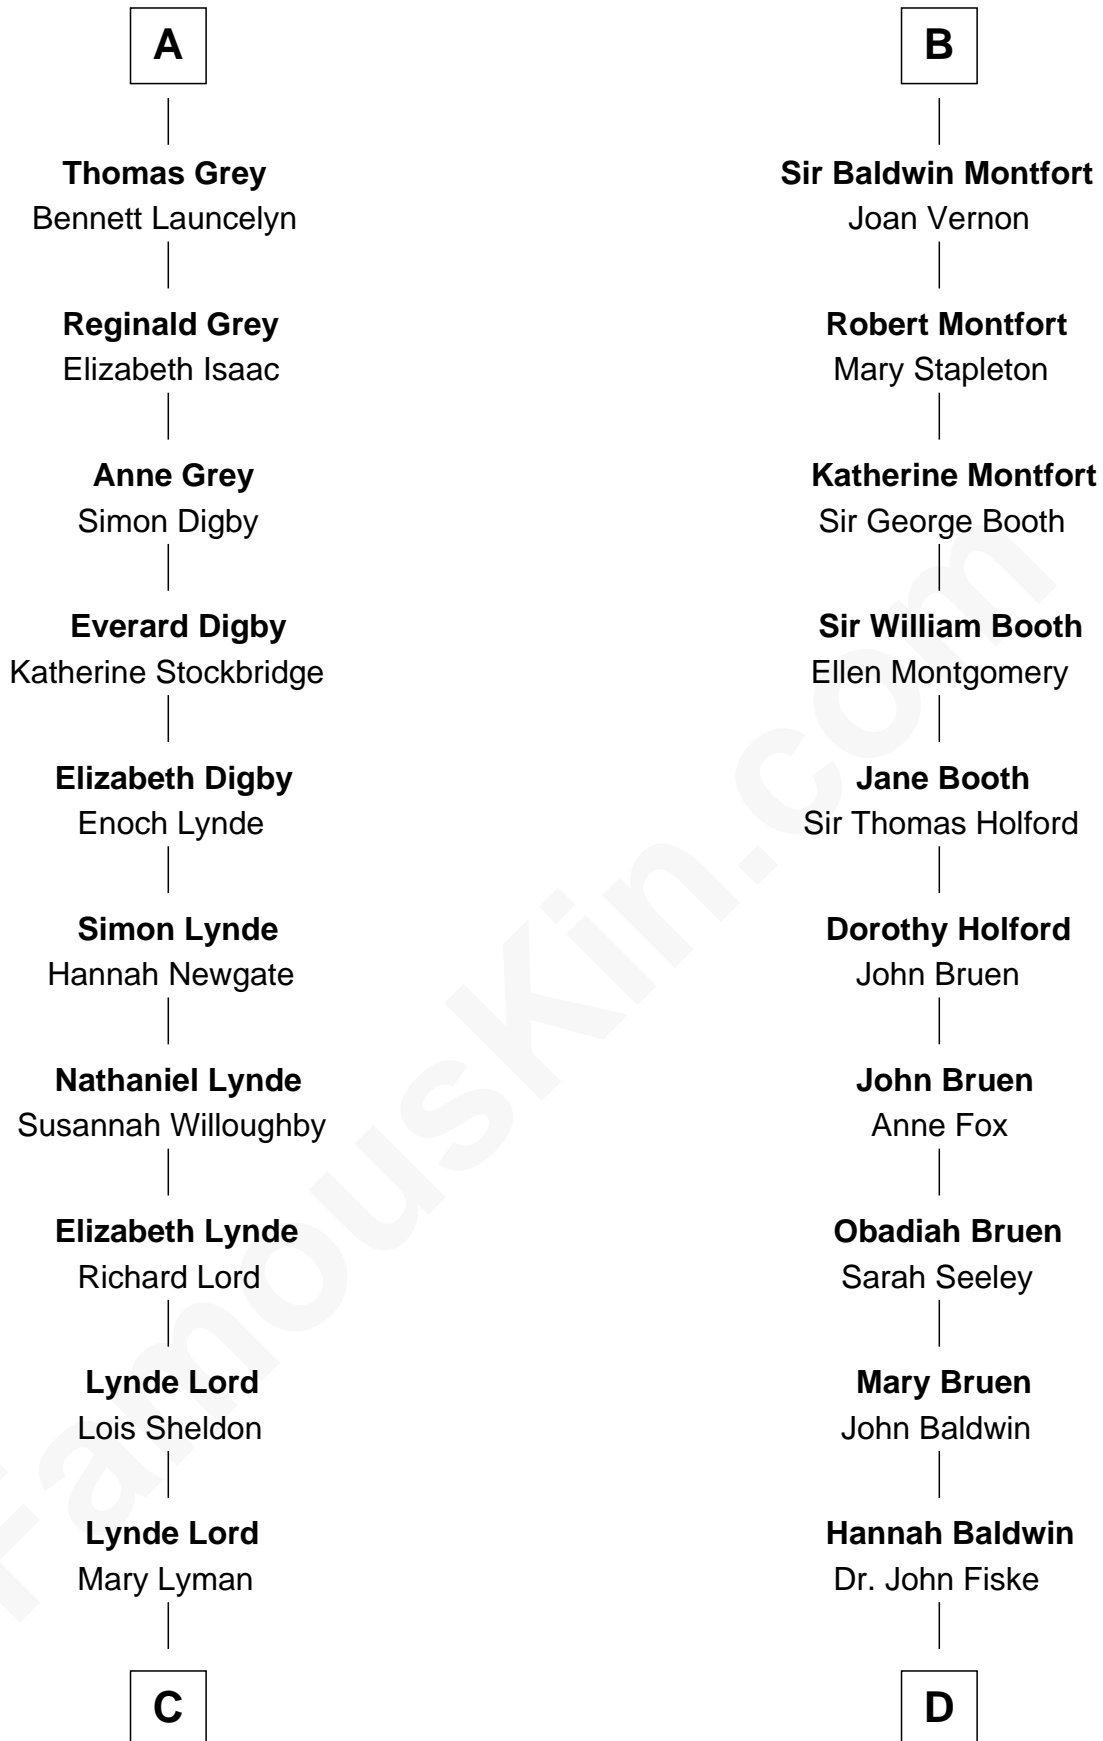 A
Thomas Grey
Bennett Launcelyn
Reginald Grey
Elizabeth Isaac
Anne Grey
Simon Digby
Everard Digby
Katherine Stockbridge
Elizabeth Digby
Enoch Lynde
Simon Lynde
Hannah Newgate
Nathaniel Lynde
Susannah Willoughby
Elizabeth Lynde
Richard Lord
Lynde Lord
Lois Sheldon
Lynde Lord
Mary Lyman
C
B
Sir Baldwin Montfort
Joan Vernon
Robert Montfort
Mary Stapleton
Katherine Montfort
Sir George Booth
Sir William Booth
Ellen Montgomery
Jane Booth
Sir Thomas Holford
Dorothy Holford
John Bruen
John Bruen
Anne Fox
Obadiah Bruen
Sarah Seeley
Mary Bruen
John Baldwin
Hannah Baldwin
Dr. John Fiske
D
FamousKin.com